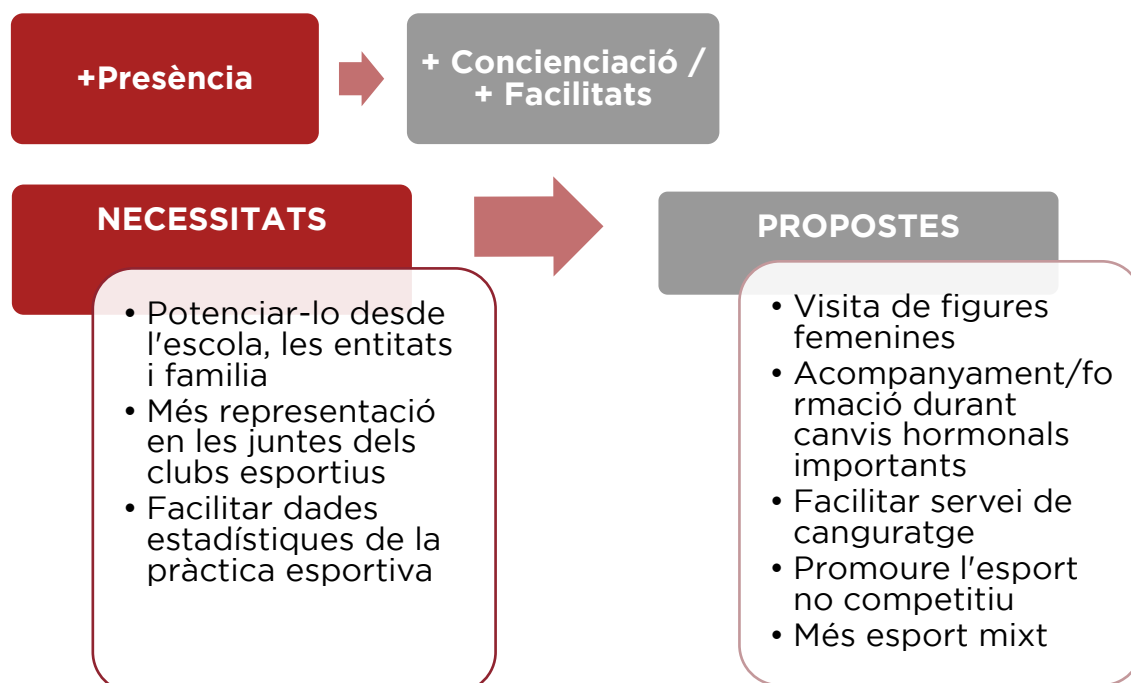 +Presència
+ Concienciació /
+ Facilitats
NECESSITATS
• Potenciar-lo desde
l'escola, les entitats
i familia
• Més representació
en les juntes dels
clubs esportius
• Facilitar dades
estadístiques de la
pràctica esportiva
PROPOSTES
• Visita de figures
femenines
• Acompanyament/fo
rmació durant
canvis hormonals
importants
• Facilitar servei de
canguratge
• Promoure l'esport
no competitiu
• Més esport mixt